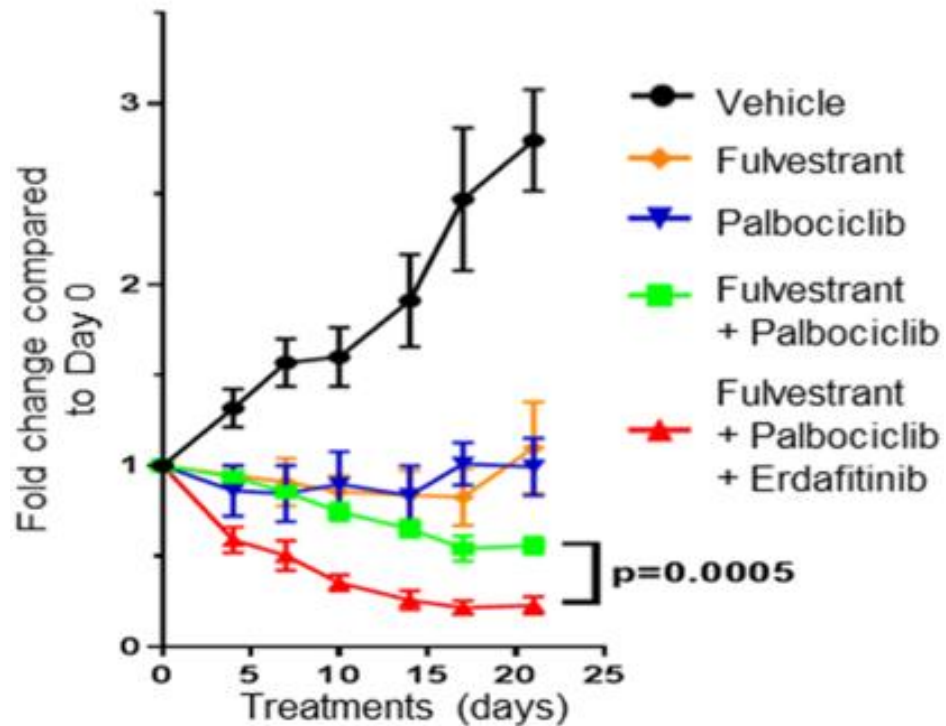 Fold change compared
to Day 0
3
2
1
0
0 5 10 15 20 25
Treatments (days)
Vehicle
Fulvestrant
Palbociclib
Fulvestrant
+ Palbociclib
Fulvestrant
+ Palbociclib
+ Erdafitinib
p=0.0005